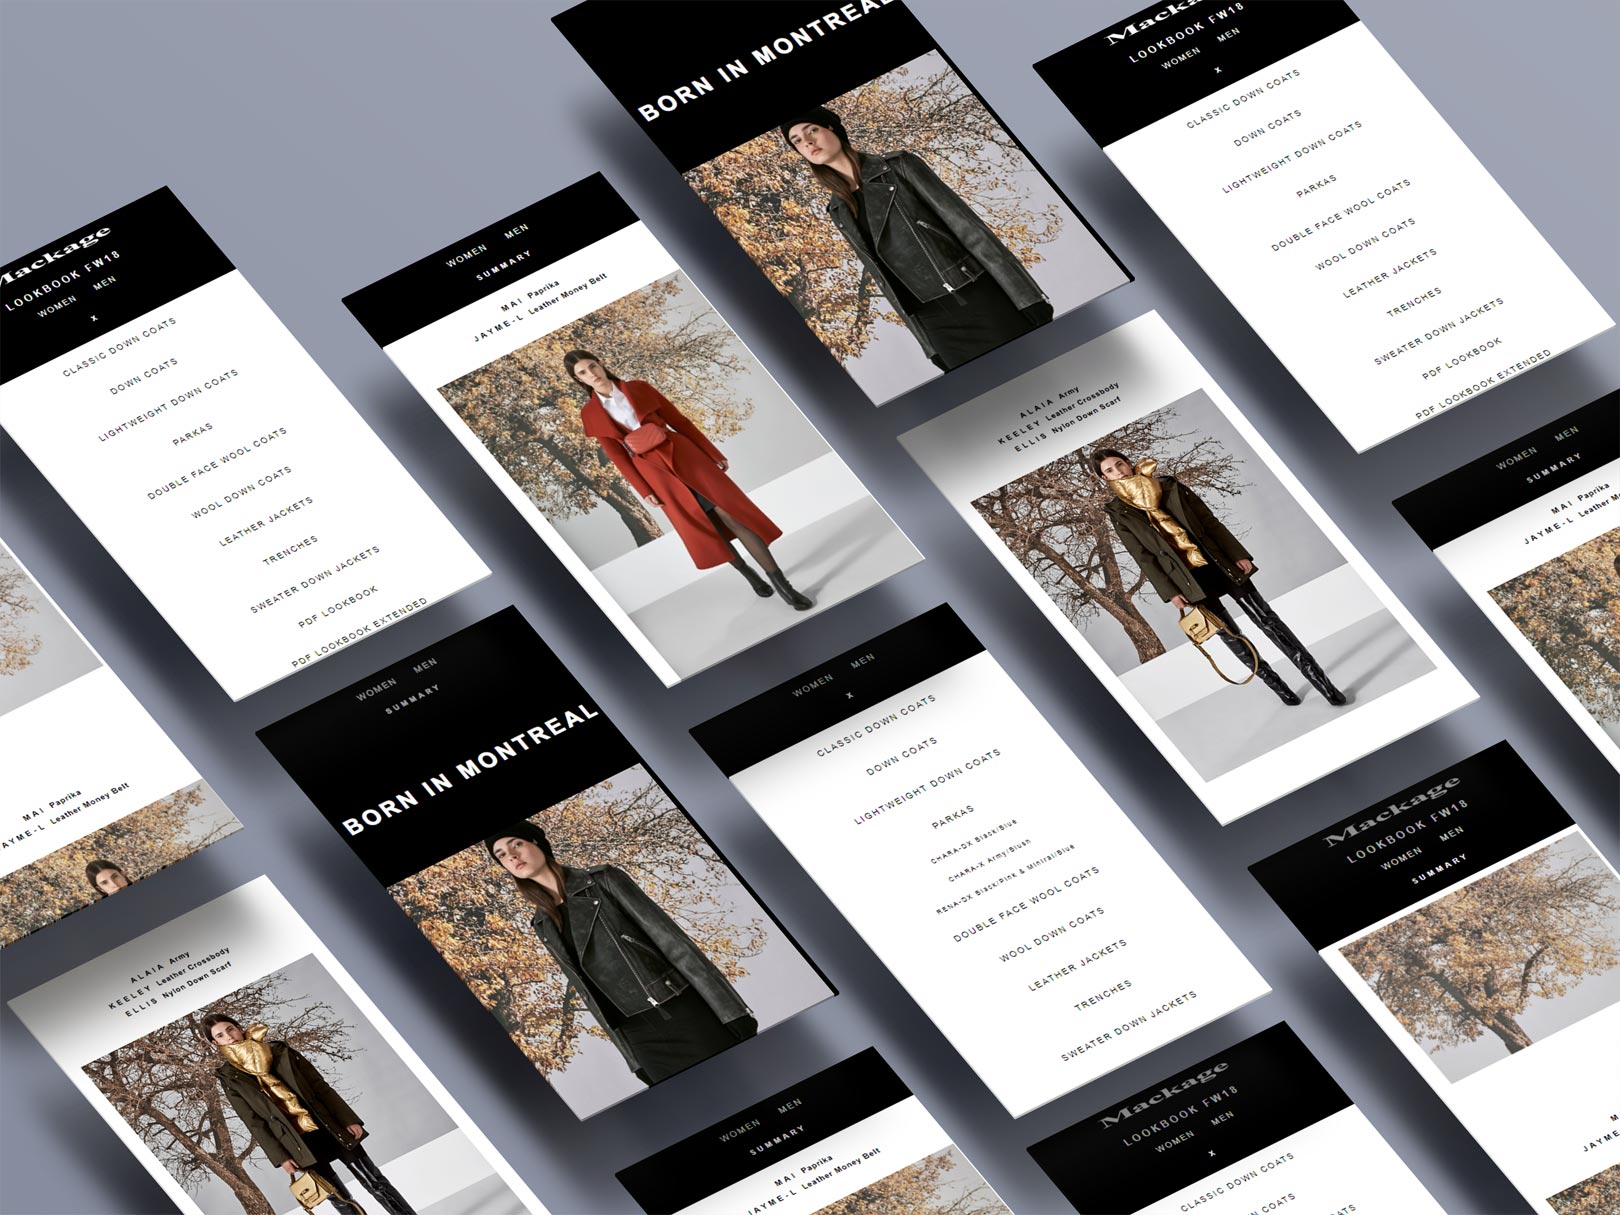 Mackage
LOOKBOOK FW18
WOMEN MEN
x
CLASSIC DOWN COATS
DOWN COATS
LIGHTWEIGHT DOWN COATS
PARKAS
DOUBLE FACE WOOL COATS
WOOL DOWN COATS
LEATHER JACKETS
TRENCHES
SWEATER DOWN JACKETS
PDF LOOKBOOK
PDF LOOKBOOK EXTENDED
WOMEN MEN
SUMMARY
MAI Paprika
JAYME-L Leather Money Belt
BORN IN MONTREAL
Mackage
LOOKBOOK FW18
WOMEN MEN
x
CLASSIC DOWN COATS
DOWN COATS
LIGHTWEIGHT DOWN COATS
PARKAS
DOUBLE FACE WOOL COATS
WOOL DOWN COATS
LEATHER JACKETS
TRENCHES
SWEATER DOWN JACKETS
PDF LOOKBOOK
PDF LOOKBOOK EXTENDED
MAI Paprika
JAYME-L Leather Money Belt
WOMEN MEN
SUMMARY
BORN IN MONTREAL
WOMEN MEN
x
CLASSIC DOWN COATS
DOWN COATS
LIGHTWEIGHT DOWN COATS
PARKAS
CHARA-DX Black/Blue
CHARA-X Army/Blush
RENA-DX Black/Pink & Miniral/Blue
DOUBLE FACE WOOL COATS
WOOL DOWN COATS
LEATHER JACKETS
TRENCHES
SWEATER DOWN JACKETS
ALAIA Army
KEELEY Leather Crossbody
ELLIS Nylon Down Scarf
WOMEN MEN
SUMMARY
MAI Paprika
JAYME-L Leather
ALAIA Army
KEELEY Leather Crossbody
ELLIS Nylon Down Scarf
WOMEN MEN
SUMMARY
MAI Paprika
JAYME-L Leather Money Belt
Mackage
LOOKBOOK FW18
WOMEN MEN
x
CLASSIC DOWN COATS
DOWN COATS
Mackage
LOOKBOOK FW18
WOMEN MEN
SUMMARY